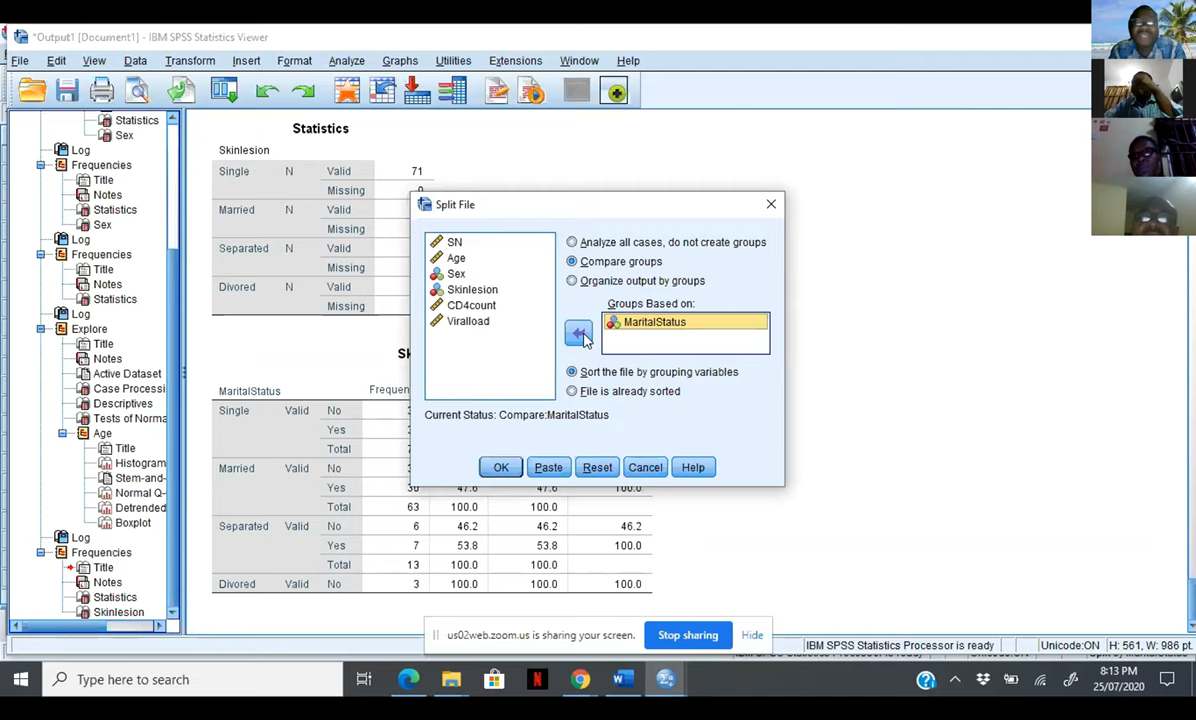 *Output1 [Document1] - IBM SPSS Statistics Viewer
File Edit View Data Transform Insert Format Analyze Graphs Utilities Extensions Window Help
Statistics
Sex
Log
Frequencies
Title
Notes
Statistics
Sex
Log
Frequencies
Title
Notes
Statistics
Log
Explore
Title
Notes
Active Dataset
Case Processi
Descriptives
Tests of Norma
Age
Title
Histogram
Stem-and-
Normal Q-
Detrended
Boxplot
Log
Frequencies
Title
Notes
Statistics
Skinlesion
Statistics
Skinlesion
Single N Valid 71
Missing 0
Married N Valid
Missing
Separated N Valid
Missing
Divored N Valid
Missing
Sk
MaritalStatus Frequen
Single Valid No 3
Yes
Total 7
Married Valid No 3
Yes 30 47.6 47.6 100.0
Total 63 100.0 100.0
Separated Valid No 6 46.2 46.2 46.2
Yes 7 53.8 53.8 100.0
Total 13 100.0 100.0
Divored Valid No 3 100.0 100.0 100.0
Split File
SN
Age
Sex
Skinlesion
CD4count
Viralload
Analyze all cases, do not create groups
Compare groups
Organize output by groups
Groups Based on:
MaritalStatus
Sort the file by grouping variables
File is already sorted
Current Status: Compare:MaritalStatus
OK Paste Reset Cancel Help
us02web.zoom.us is sharing your screen. Stop sharing Hide
IBM SPSS Statistics Processor is ready Unicode:ON H: 561, W: 986 pt.
Type here to search
8:13 PM
25/07/2020